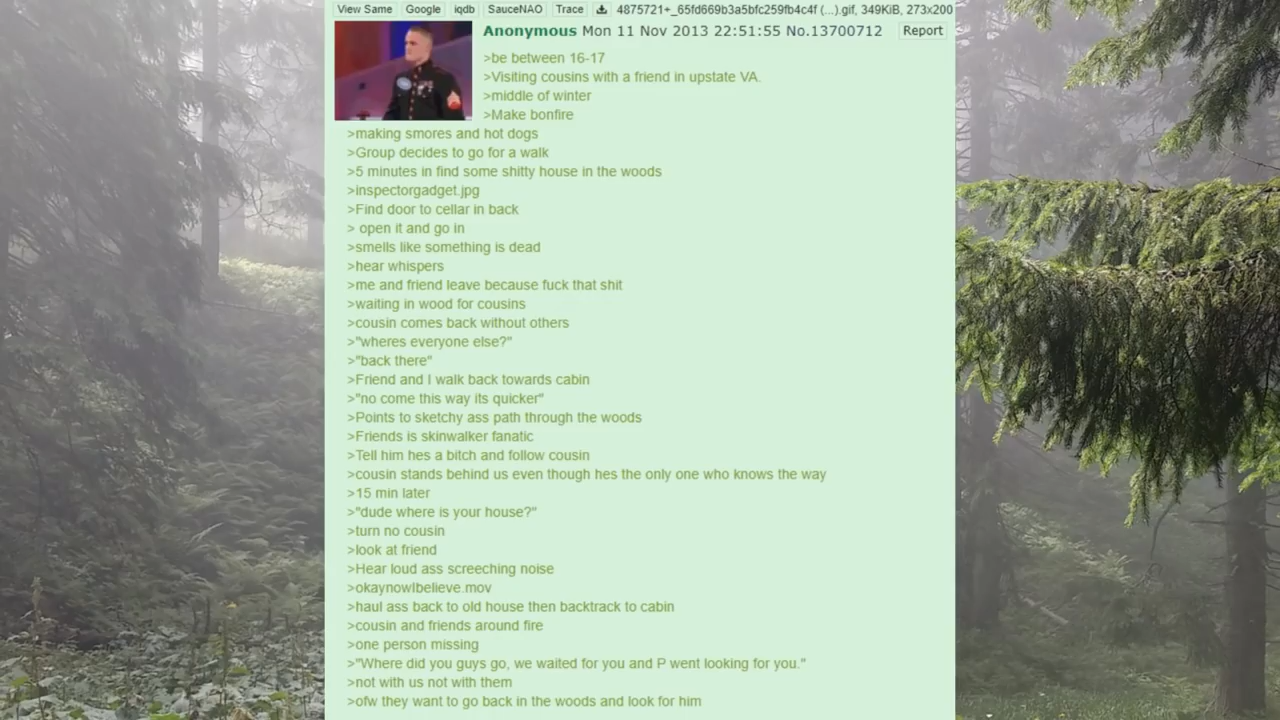 View Same Google iqdb SauceNAO Trace 4875721+_65fd669b3a5bfc259fb4c4f (...).gif, 349KiB, 273x200
Anonymous Mon 11 Nov 2013 22:51:55 No.13700712 Report
>be between 16-17
>Visiting cousins with a friend in upstate VA.
>middle of winter
>Make bonfire
>making smores and hot dogs
>Group decides to go for a walk
>5 minutes in find some shitty house in the woods
>inspectorgadget.jpg
>Find door to cellar in back
> open it and go in
>smells like something is dead
>hear whispers
>me and friend leave because fuck that shit
>waiting in wood for cousins
>cousin comes back without others
>"wheres everyone else?"
>"back there"
>Friend and I walk back towards cabin
>"no come this way its quicker"
>Points to sketchy ass path through the woods
>Friends is skinwalker fanatic
>Tell him hes a bitch and follow cousin
>cousin stands behind us even though hes the only one who knows the way
>15 min later
>"dude where is your house?"
>turn no cousin
>look at friend
>Hear loud ass screeching noise
>okaynowIbelieve.mov
>haul ass back to old house then backtrack to cabin
>cousin and friends around fire
>one person missing
>"Where did you guys go, we waited for you and P went looking for you."
>not with us not with them
>ofw they want to go back in the woods and look for him